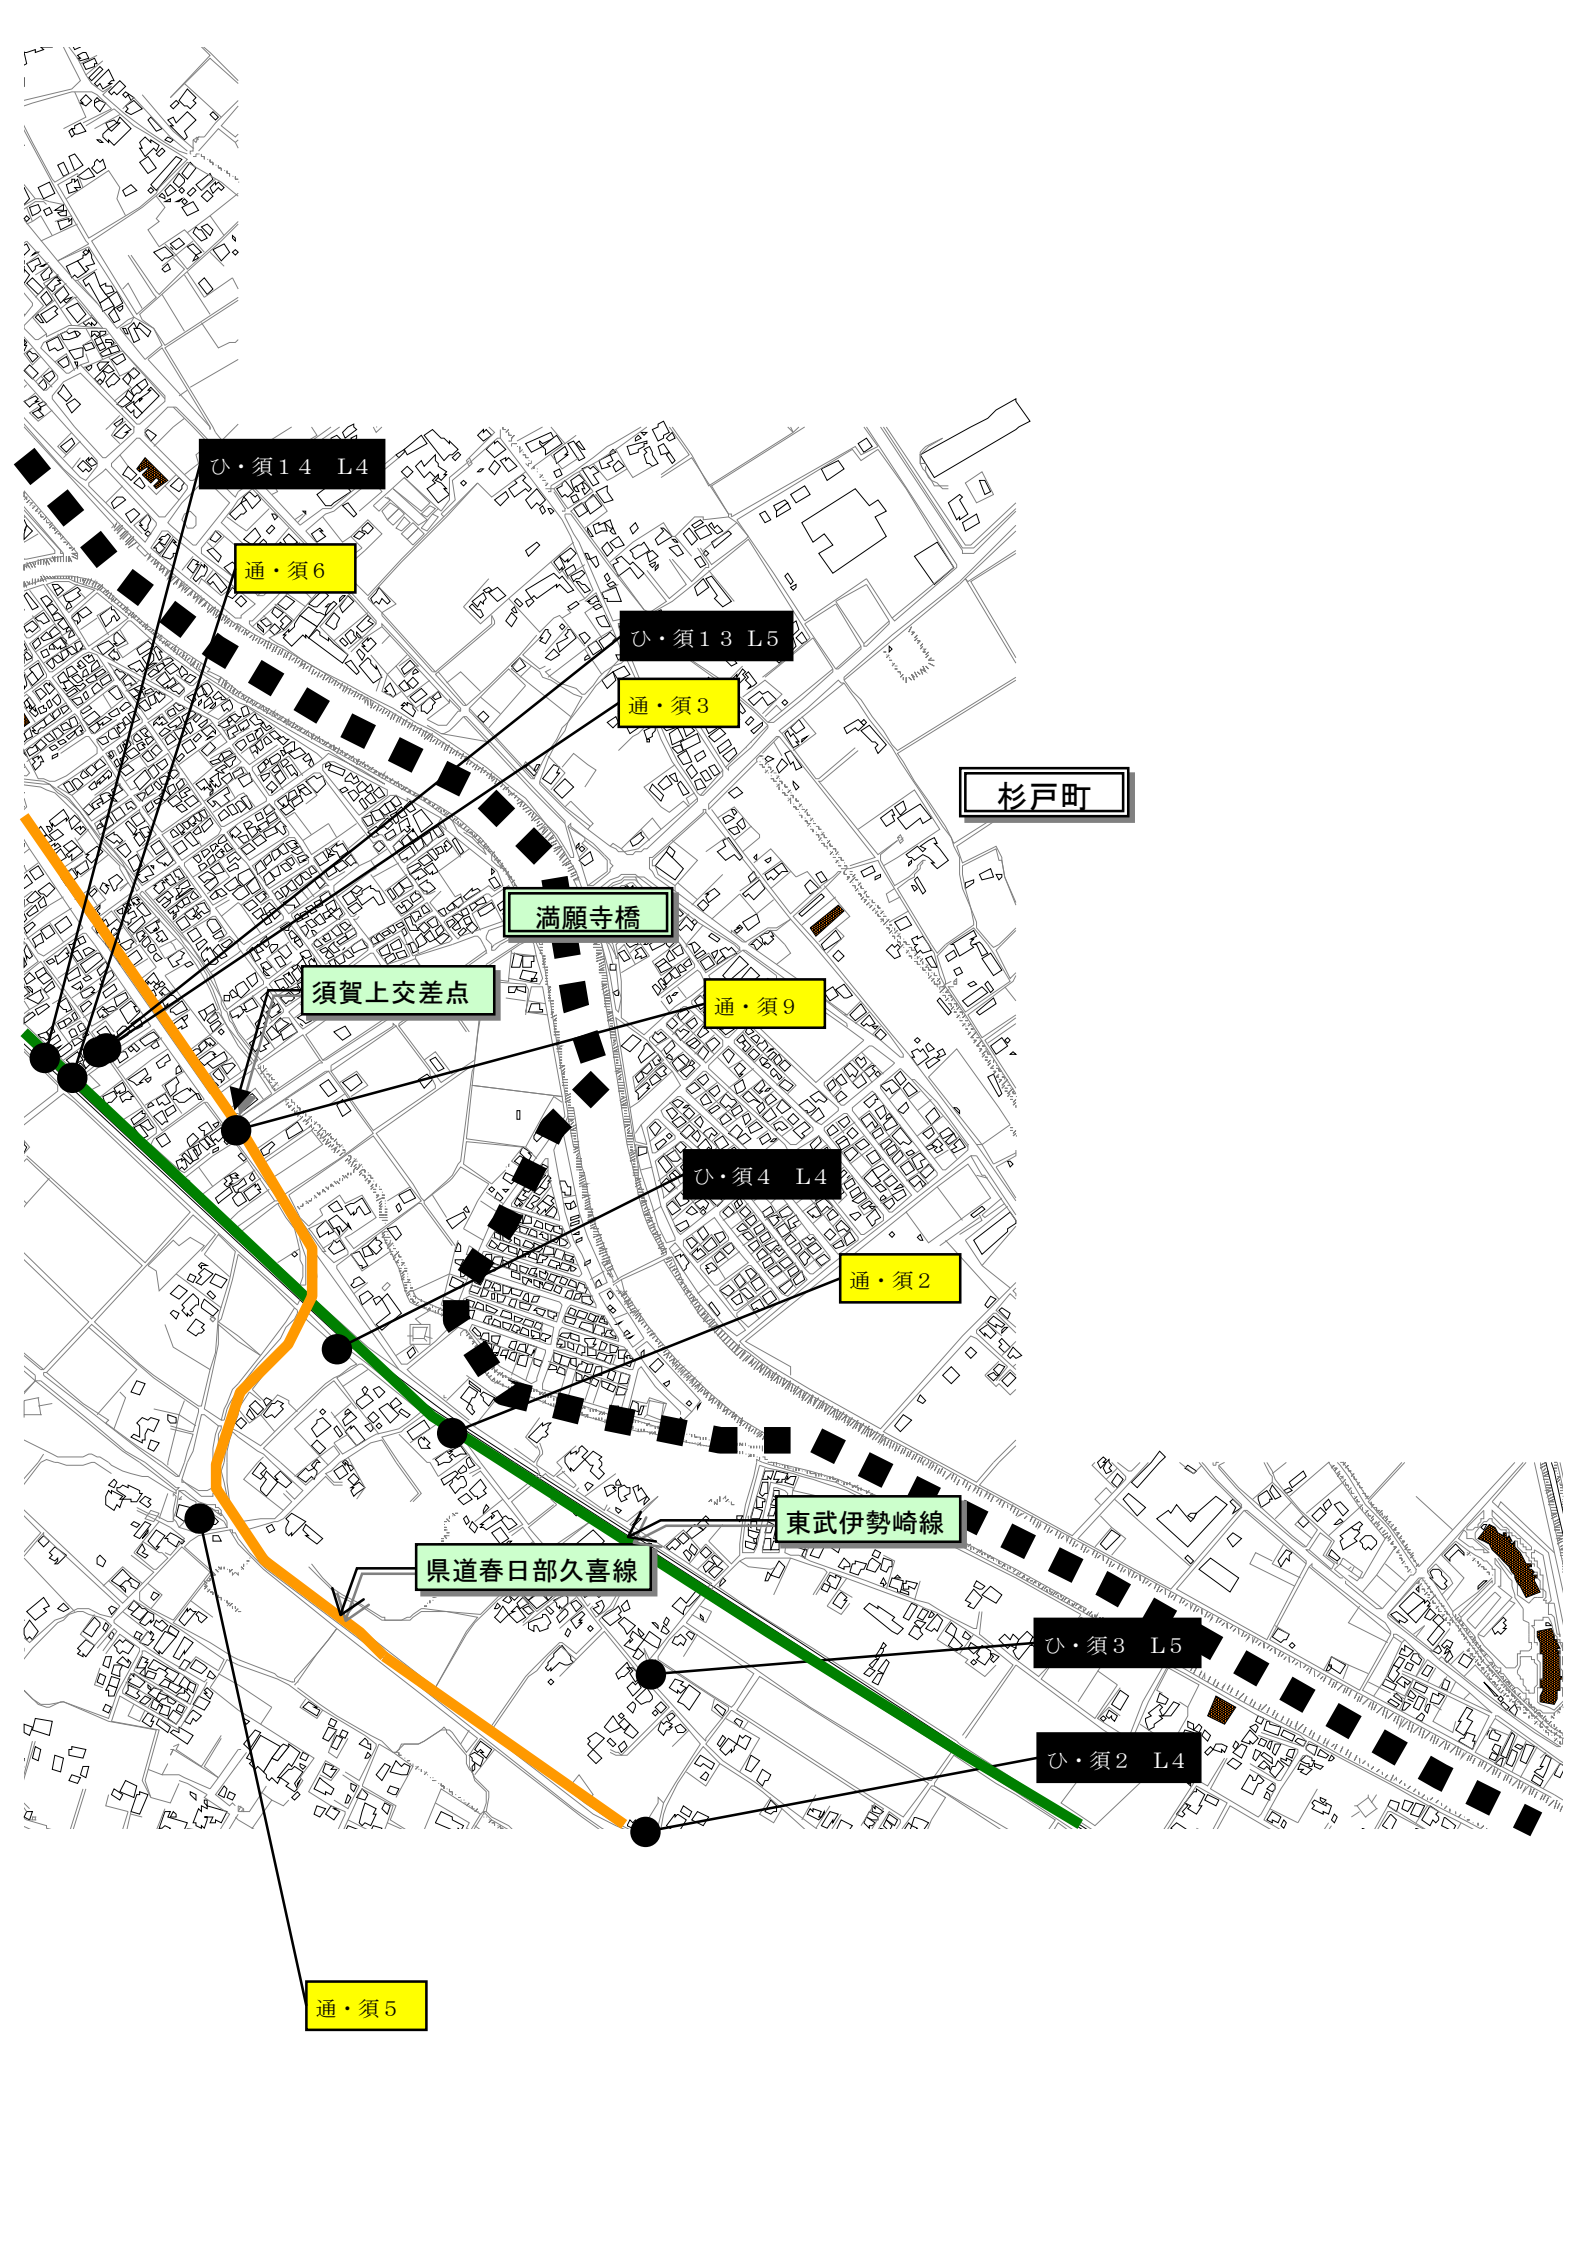 ひ・須１４　L4
通・須６
ひ・須１３ L5
通・須３
杉戸町
満願寺橋
須賀上交差点
通・須９
ひ・須４　L4
通・須２
東武伊勢崎線
県道春日部久喜線
ひ・須３　L5
ひ・須２　L4
通・須５